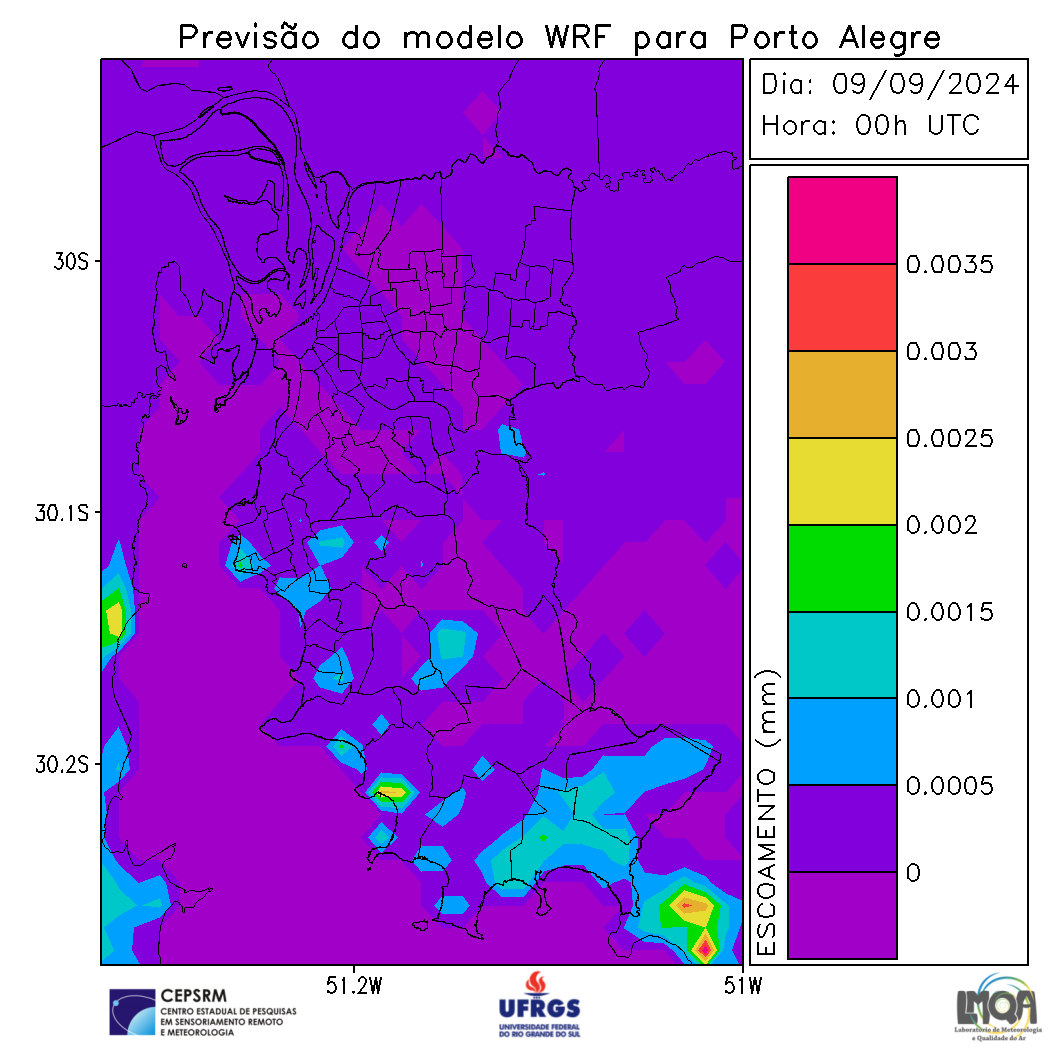 Previsão do modelo WRF para Porto Alegre
Dia: 09/09/2024
Hora: 00h UTC
30S
30.1S
30.2S
51.2W
51W
ESCOAMENTO (mm)
0.0035
0.003
0.0025
0.002
0.0015
0.001
0.0005
0
CEPSRM
CENTRO ESTADUAL DE PESQUISAS
EM SENSORIAMENTO REMOTO
E METEOROLOGIA
UFRGS
UNIVERSIDADE FEDERAL
DO RIO GRANDE DO SUL
LMQA
Laboratório de Meteorologia
e Qualidade do Ar